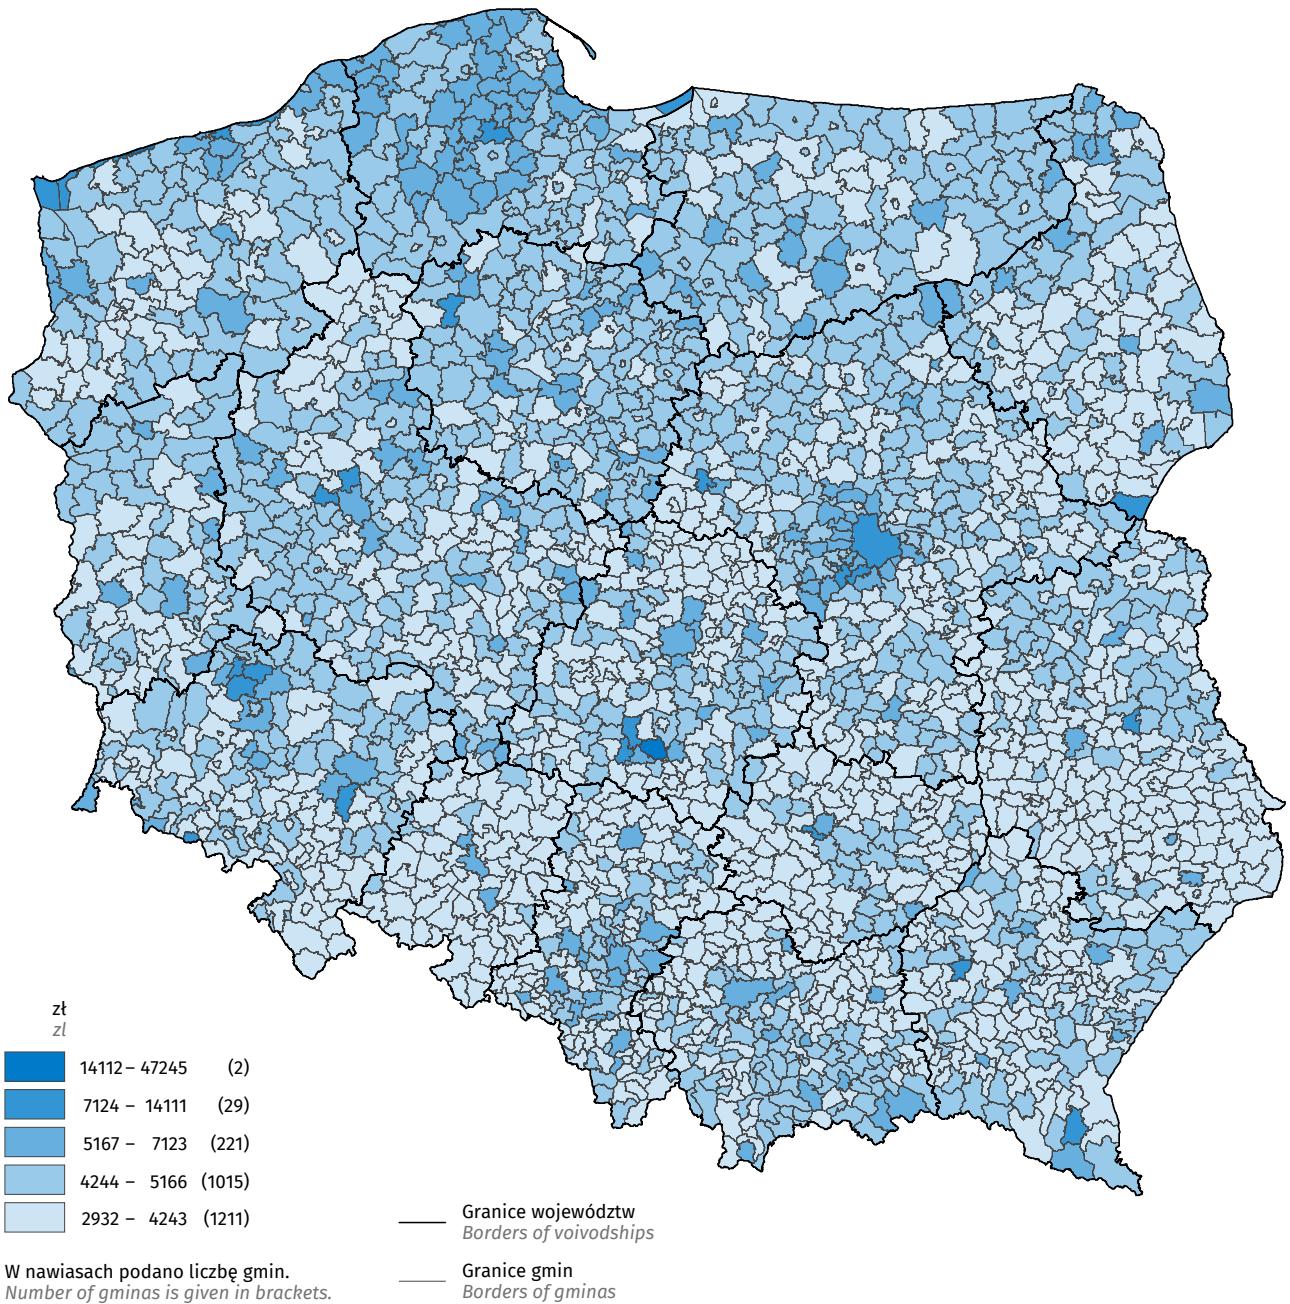 zł
zl
14112 – 47245 (2)
7124 – 14111 (29)
5167 – 7123 (221)
4244 – 5166 (1015)
2932 – 4243 (1211)
W nawiasach podano liczbę gmin.
Number of gminas is given in brackets.
Granice województw
Borders of voivodships
Granice gmin
Borders of gminas